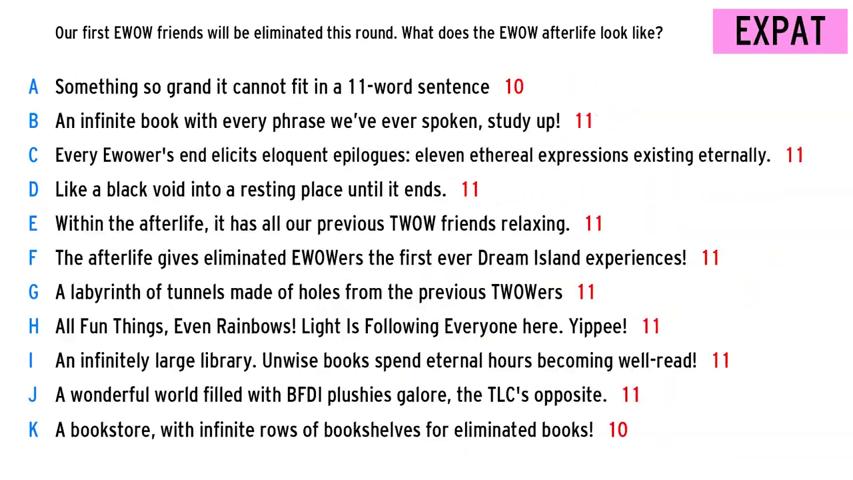 Our first EWOW friends will be eliminated this round. What does the EWOW afterlife look like?
EXPAT
A Something so grand it cannot fit in a 11-word sentence 10
B An infinite book with every phrase we've ever spoken, study up! 11
C Every Ewower's end elicits eloquent epilogues: eleven ethereal expressions existing eternally. 11
D Like a black void into a resting place until it ends. 11
E Within the afterlife, it has all our previous TWOW friends relaxing. 11
F The afterlife gives eliminated EWOWers the first ever Dream Island experiences! 11
G A labyrinth of tunnels made of holes from the previous TWOWers 11
H All Fun Things, Even Rainbows! Light Is Following Everyone here. Yippee! 11
I An infinitely large library. Unwise books spend eternal hours becoming well-read! 11
J A wonderful world filled with BFDI plushies galore, the TLC's opposite. 11
K A bookstore, with infinite rows of bookshelves for eliminated books! 10